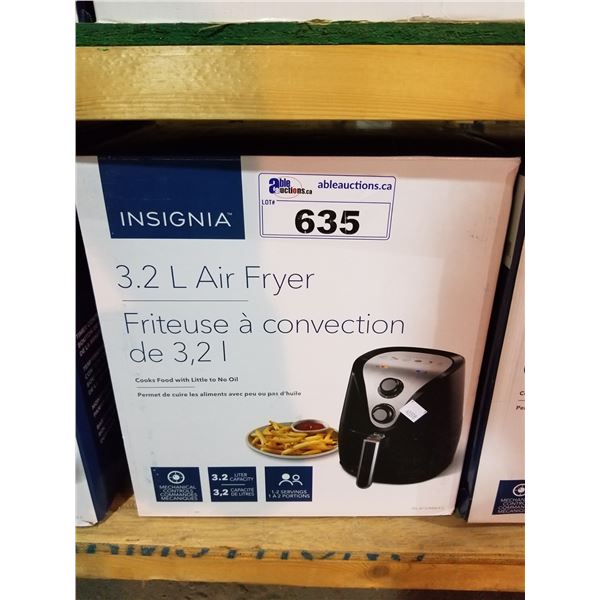 able
auctions.ca
ableauctions.ca
LOT#
635
INSIGNIA™
3.2 L Air Fryer
Friteuse à convection
de 3,2 l
Cooks Food with Little to No Oil
Permet de cuire les aliments avec peu ou pas d'huile
MECHANICAL
CONTROLS
COMMANDES
MÉCANIQUES
3.2 LITER
CAPACITY
3,2 CAPACITÉ
DE LITRES
1-2 SERVINGS
1 À 2 PORTIONS